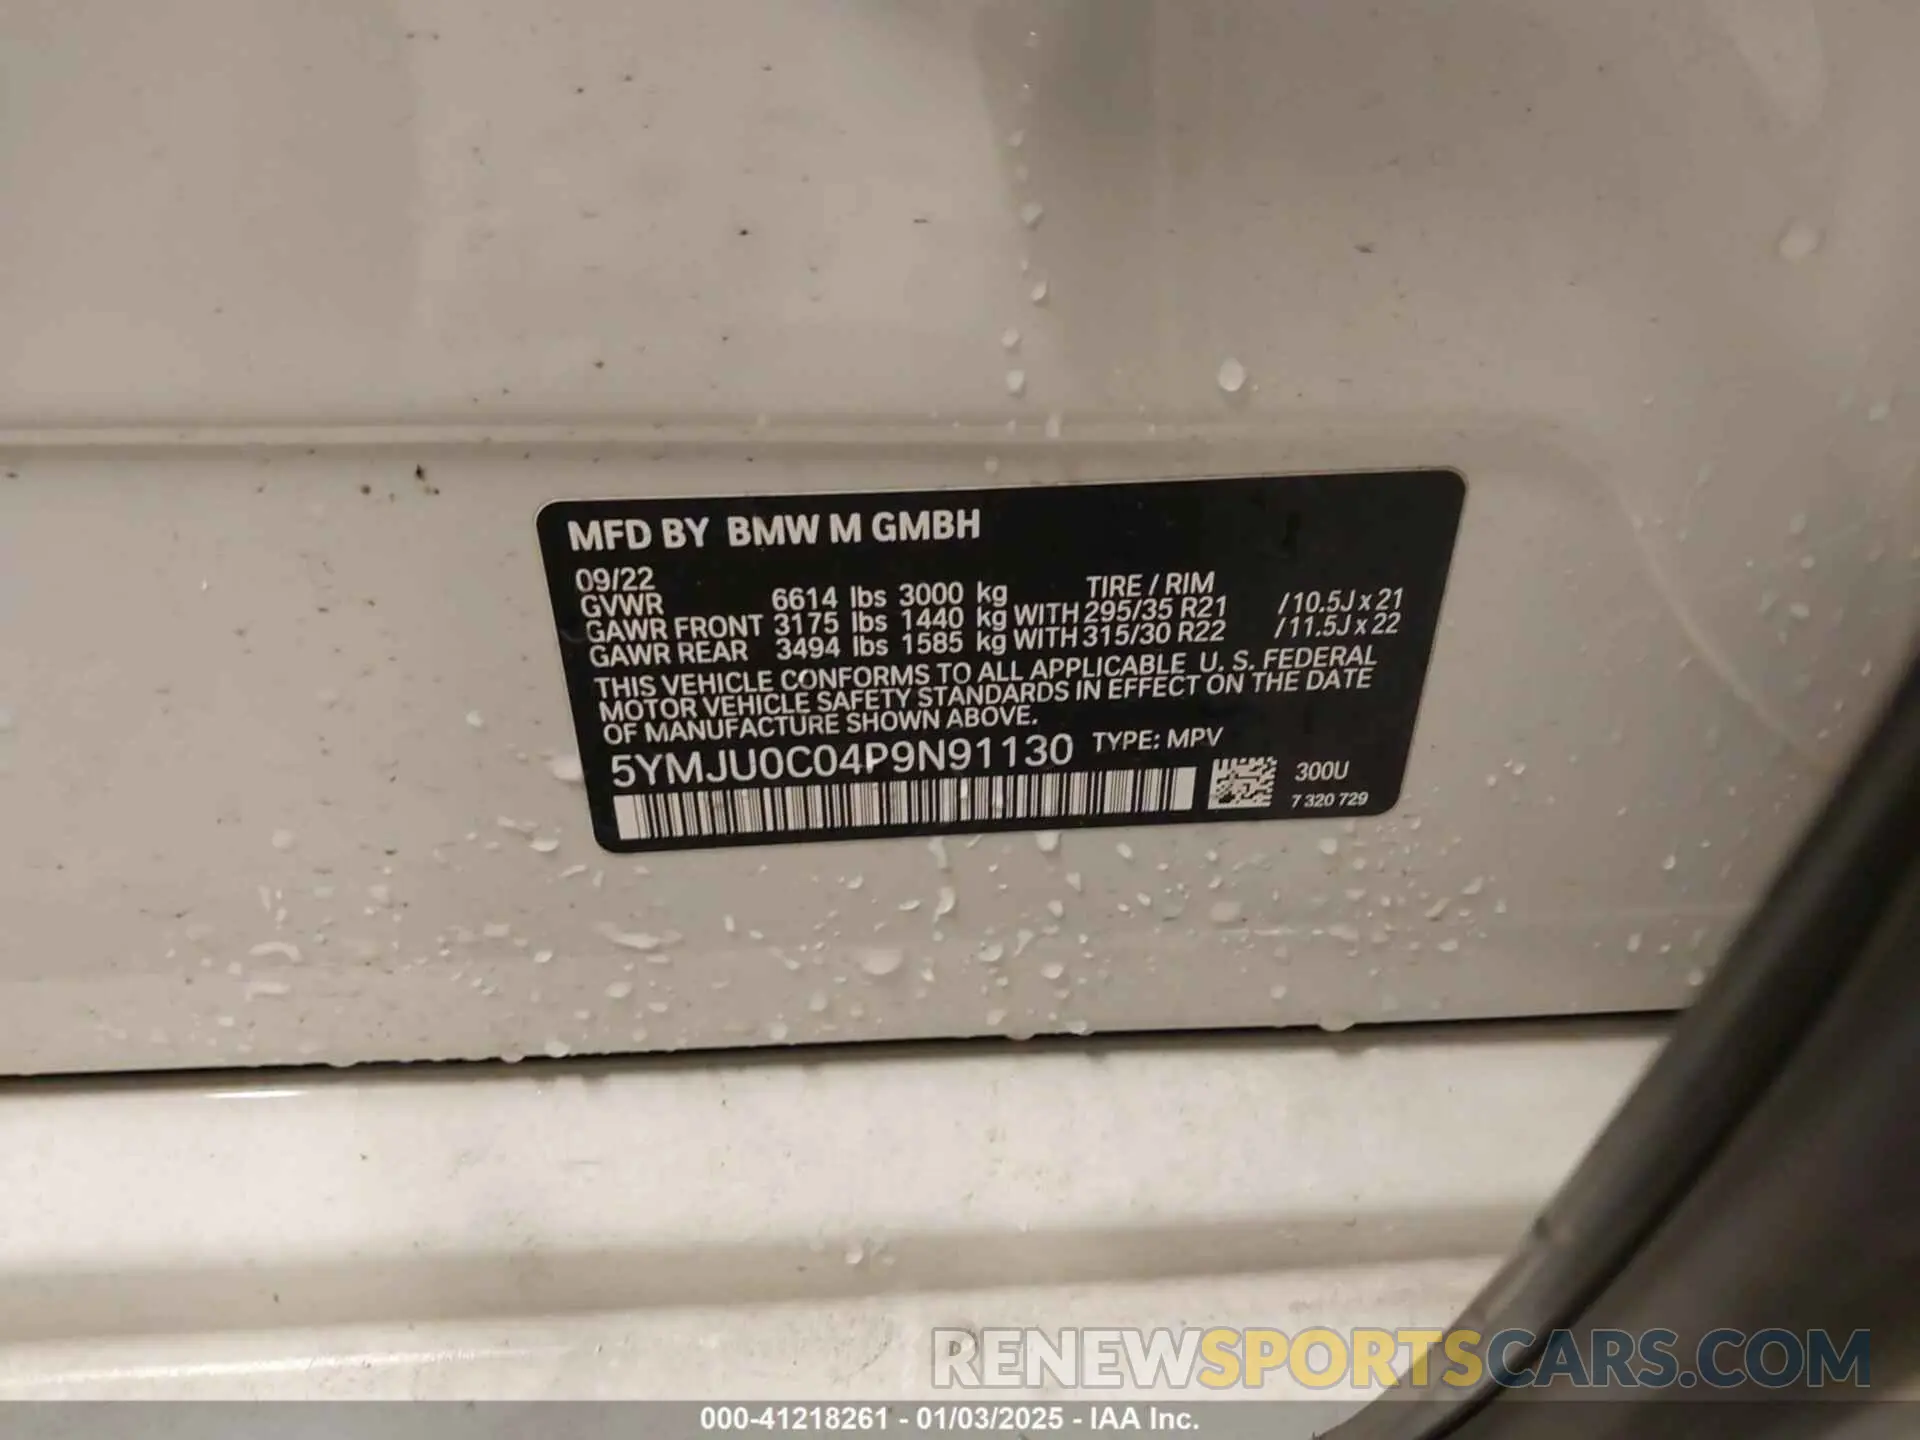 MFD BY BMW M GMBH
09/22 TIRE / RIM
GVWR 6614 lbs 3000 kg
GAWR FRONT 3175 lbs 1440 kg WITH 295/35 R21 /10.5J x 21
GAWR REAR 3494 lbs 1585 kg WITH 315/30 R22 /11.5J x 22
THIS VEHICLE CONFORMS TO ALL APPLICABLE U. S. FEDERAL
MOTOR VEHICLE SAFETY STANDARDS IN EFFECT ON THE DATE
OF MANUFACTURE SHOWN ABOVE.
5YMJU0C04P9N91130 TYPE: MPV
300U
7 320 729
RENEWSPORTSCARS.COM
000-41218261 - 01/03/2025 - IAA Inc.